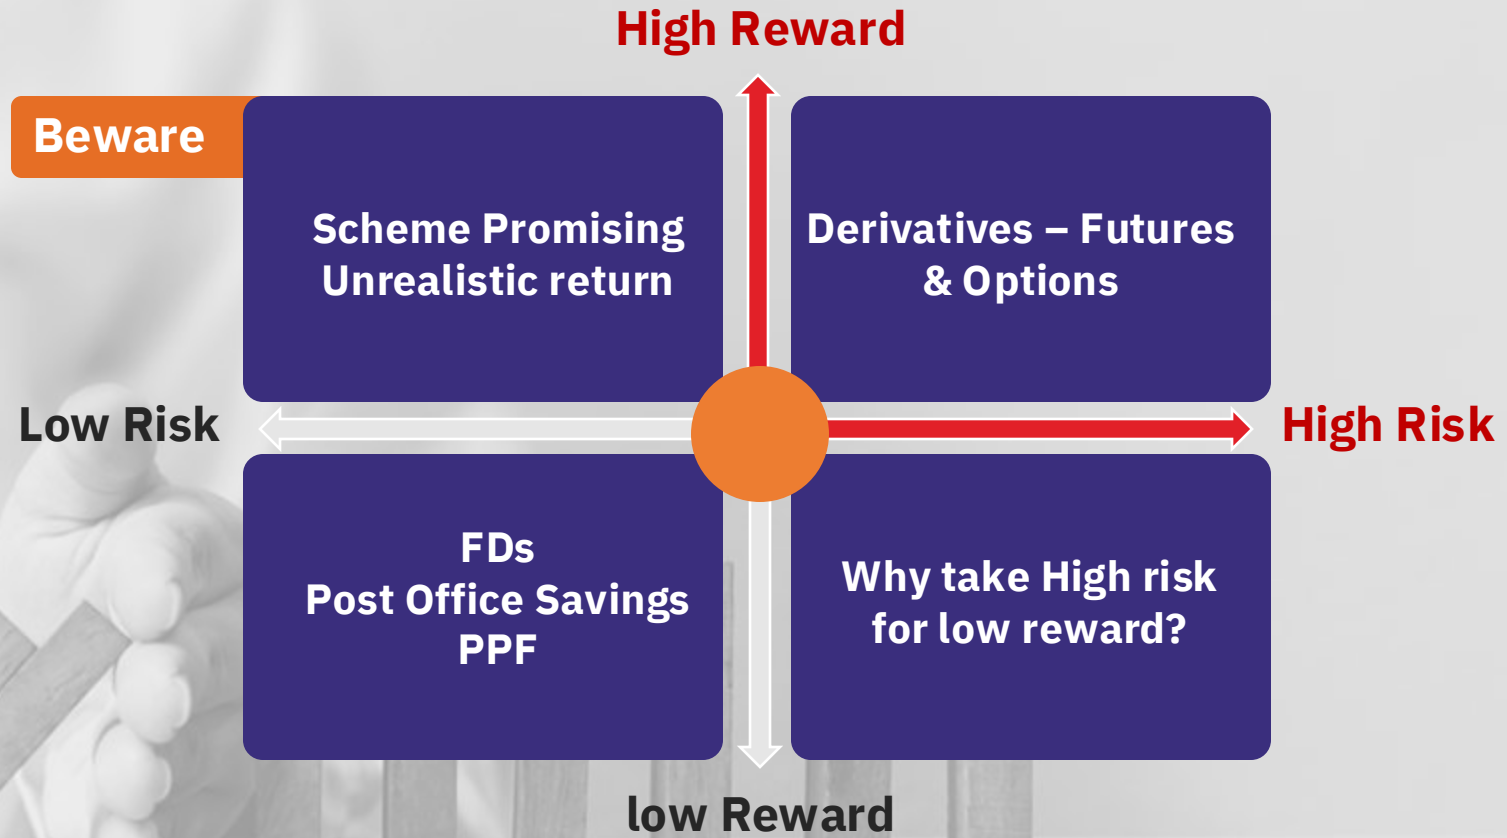 High Reward
Beware
Scheme Promising
Unrealistic return
Derivatives – Futures
& Options
Low Risk
High Risk
FDs
Post Office Savings
PPF
Why take High risk
for low reward?
low Reward